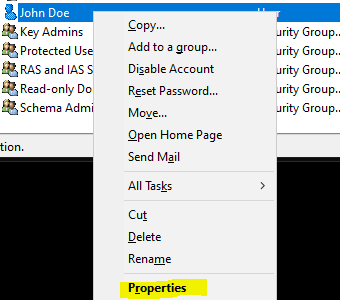 John Doe User
Key Admins Security Group...
Protected Use urity Group...
RAS and IAS S urity Group...
Read-only Do urity Group...
Schema Admi urity Group...
tion.
Copy...
Add to a group...
Disable Account
Reset Password...
Move...
Open Home Page
Send Mail
All Tasks
Cut
Delete
Rename
Properties